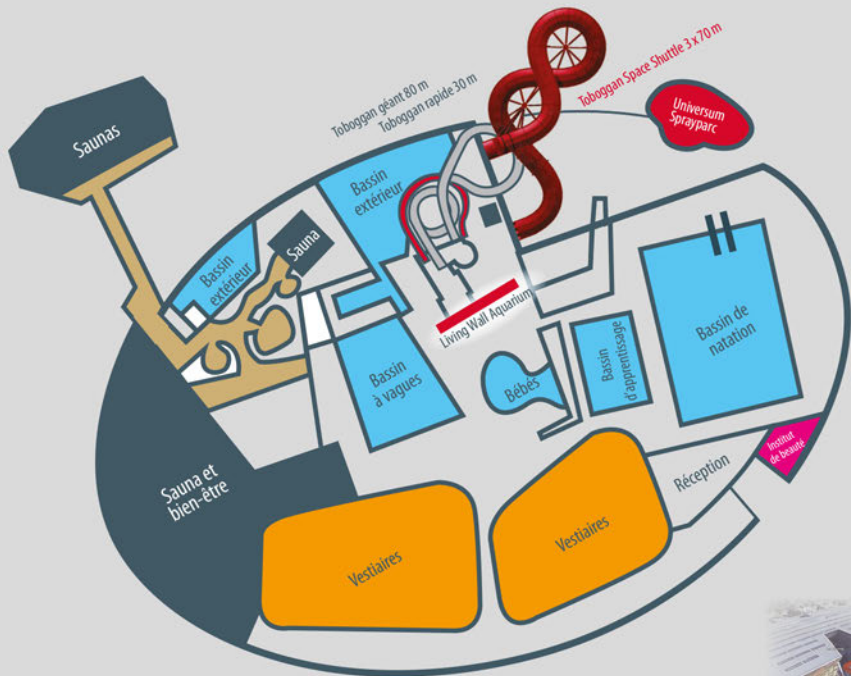 Toboggan géant 80 m
Toboggan rapide 30 m
Toboggan Space Shuttle 3 x 70 m
Universum
Sprayparc
Saunas
Bassin
extérieur
Bassin
extérieur
Sauna
Living Wall Aquarium
Bassin
à vagues
Bébés
Bassin
d'apprentissage
Bassin de
natation
Institut
de beauté
Réception
Sauna et
bien-être
Vestiaires
Vestiaires